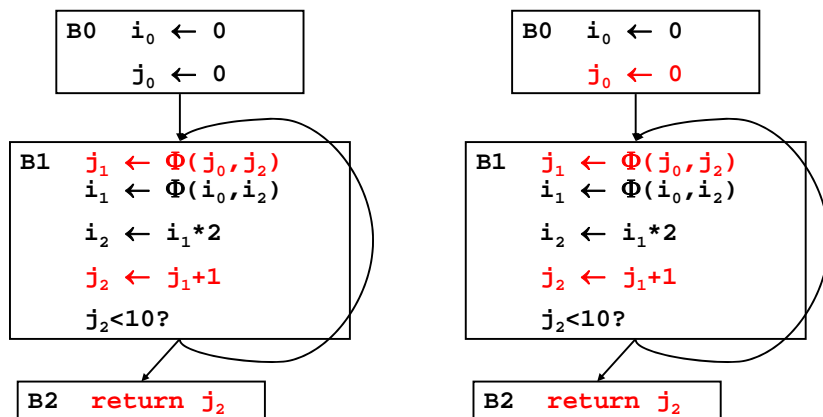 B0 i₀ ← 0
j₀ ← 0
B1 j₁ ← Φ(j₀,j₂)
i₁ ← Φ(i₀,i₂)
i₂ ← i₁*2
j₂ ← j₁+1
j₂<10?
B2 return j₂
B0 i₀ ← 0
j₀ ← 0
B1 j₁ ← Φ(j₀,j₂)
i₁ ← Φ(i₀,i₂)
i₂ ← i₁*2
j₂ ← j₁+1
j₂<10?
B2 return j₂